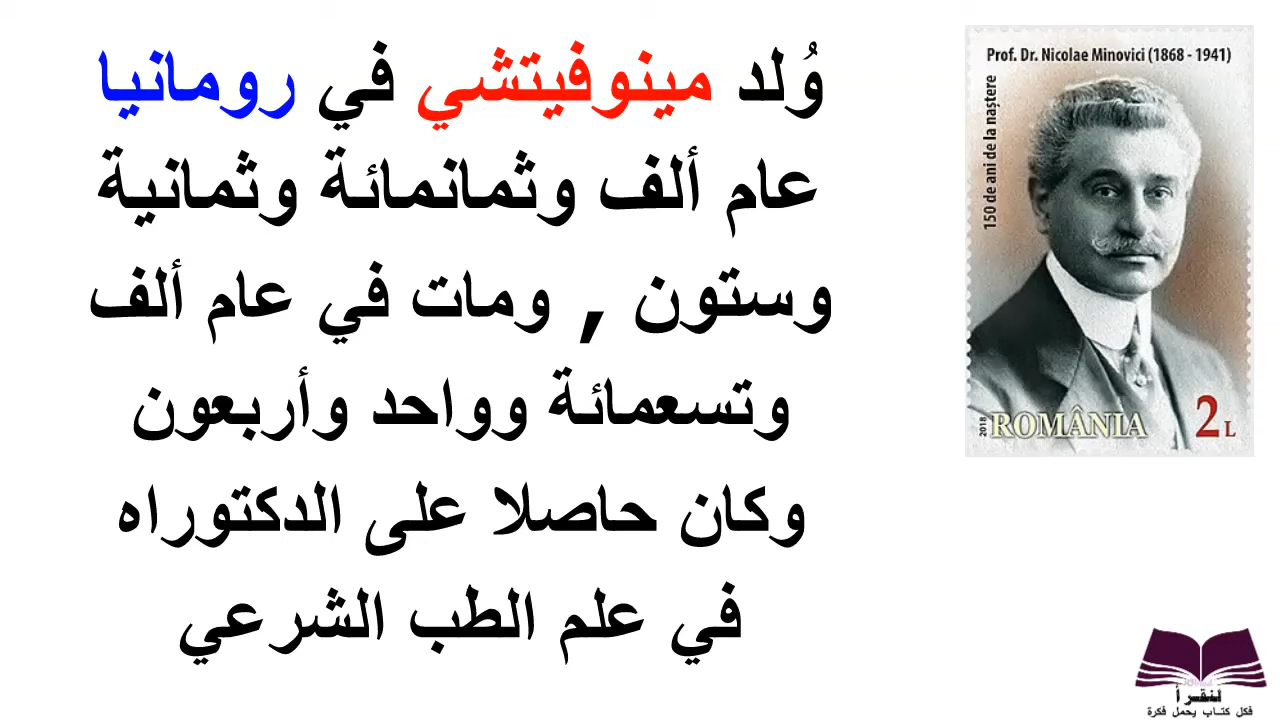 وُلد مينوفيتشي في رومانيا
عام ألف وثمانمائة وثمانية
وستون , ومات في عام ألف
وتسعمائة وواحد وأربعون
وكان حاصلا على الدكتوراه
في علم الطب الشرعي
Prof. Dr. Nicolae Minovici (1868 - 1941)
150 de ani de la naștere
2018
ROMÂNIA
2 L
لنقرأ
فكل كتاب يحمل فكرة